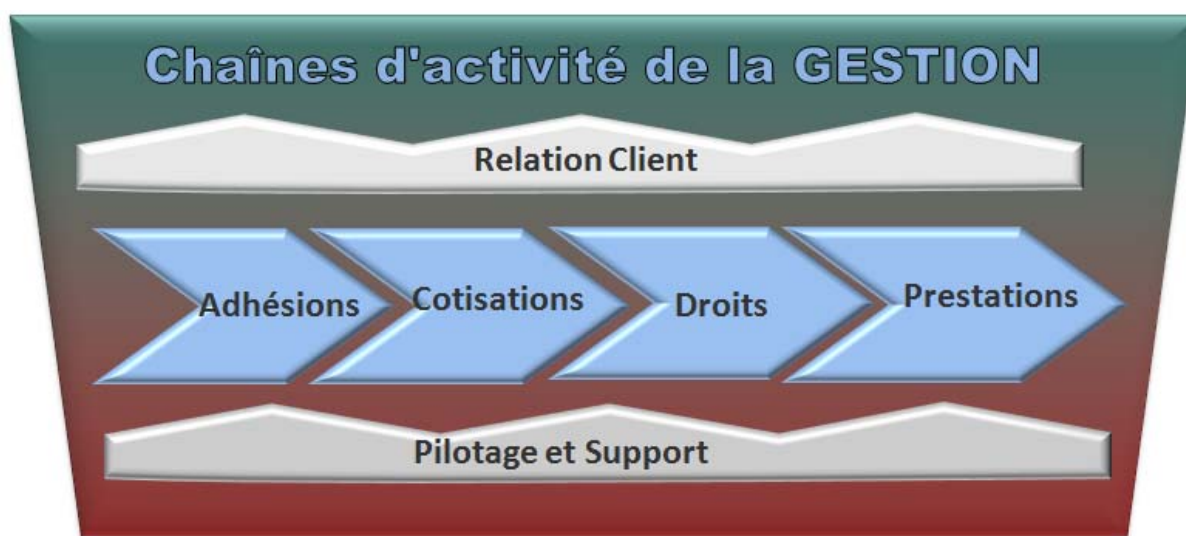 Chaînes d'activité de la GESTION
Relation Client
Adhésions
Cotisations
Droits
Prestations
Pilotage et Support